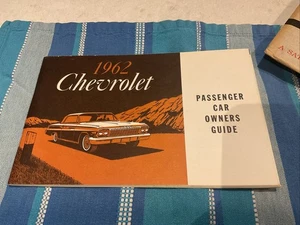 1962
Chevrolet
PASSENGER
CAR
OWNERS
GUIDE